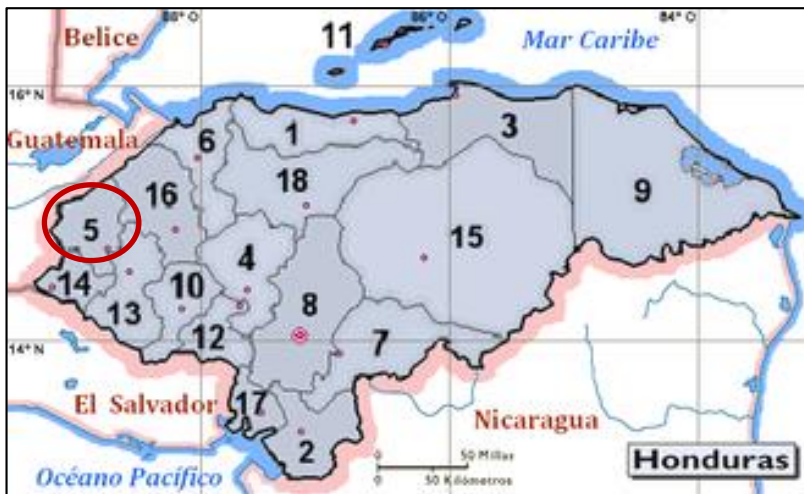 88° O
86° O
84° O
Belice
11
Mar Caribe
16° N
Guatemala
6
1
3
9
16
18
5
15
4
14
10
8
13
12
7
14° N
El Salvador
17
Nicaragua
2
0 50 Millas
0 50 Kilómetros
Honduras
Océano Pacífico